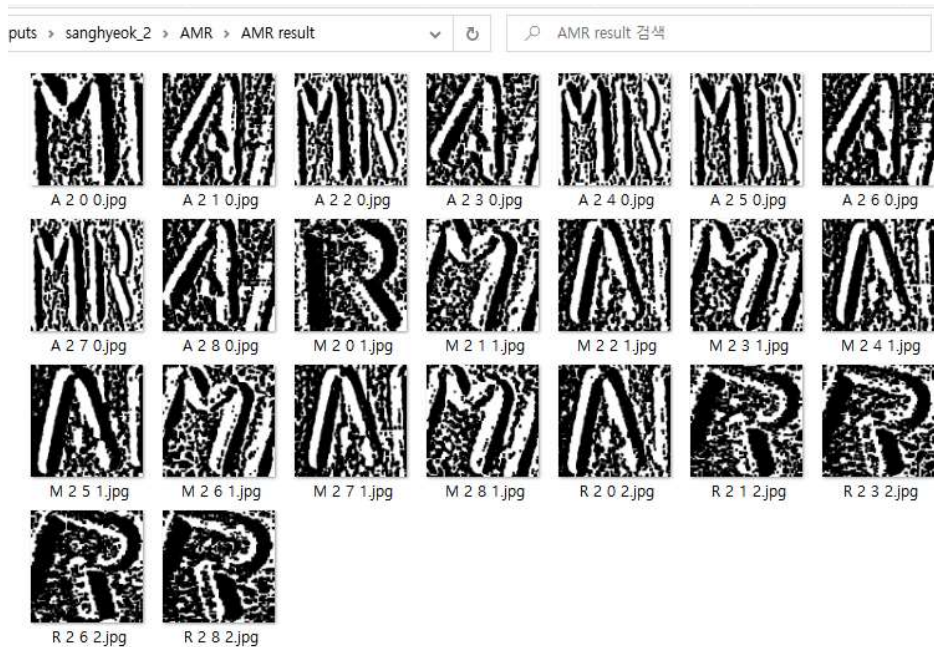 puts > sanghyeok_2 > AMR > AMR result
AMR result 검색
M A MR A MR MR A
A 2 0 0.jpg A 2 1 0.jpg A 2 2 0.jpg A 2 3 0.jpg A 2 4 0.jpg A 2 5 0.jpg A 2 6 0.jpg
MR A R M A M A
A 2 7 0.jpg A 2 8 0.jpg M 2 0 1.jpg M 2 1 1.jpg M 2 2 1.jpg M 2 3 1.jpg M 2 4 1.jpg
A M A M A R R
M 2 5 1.jpg M 2 6 1.jpg M 2 7 1.jpg M 2 8 1.jpg R 2 0 2.jpg R 2 1 2.jpg R 2 3 2.jpg
R R
R 2 6 2.jpg R 2 8 2.jpg